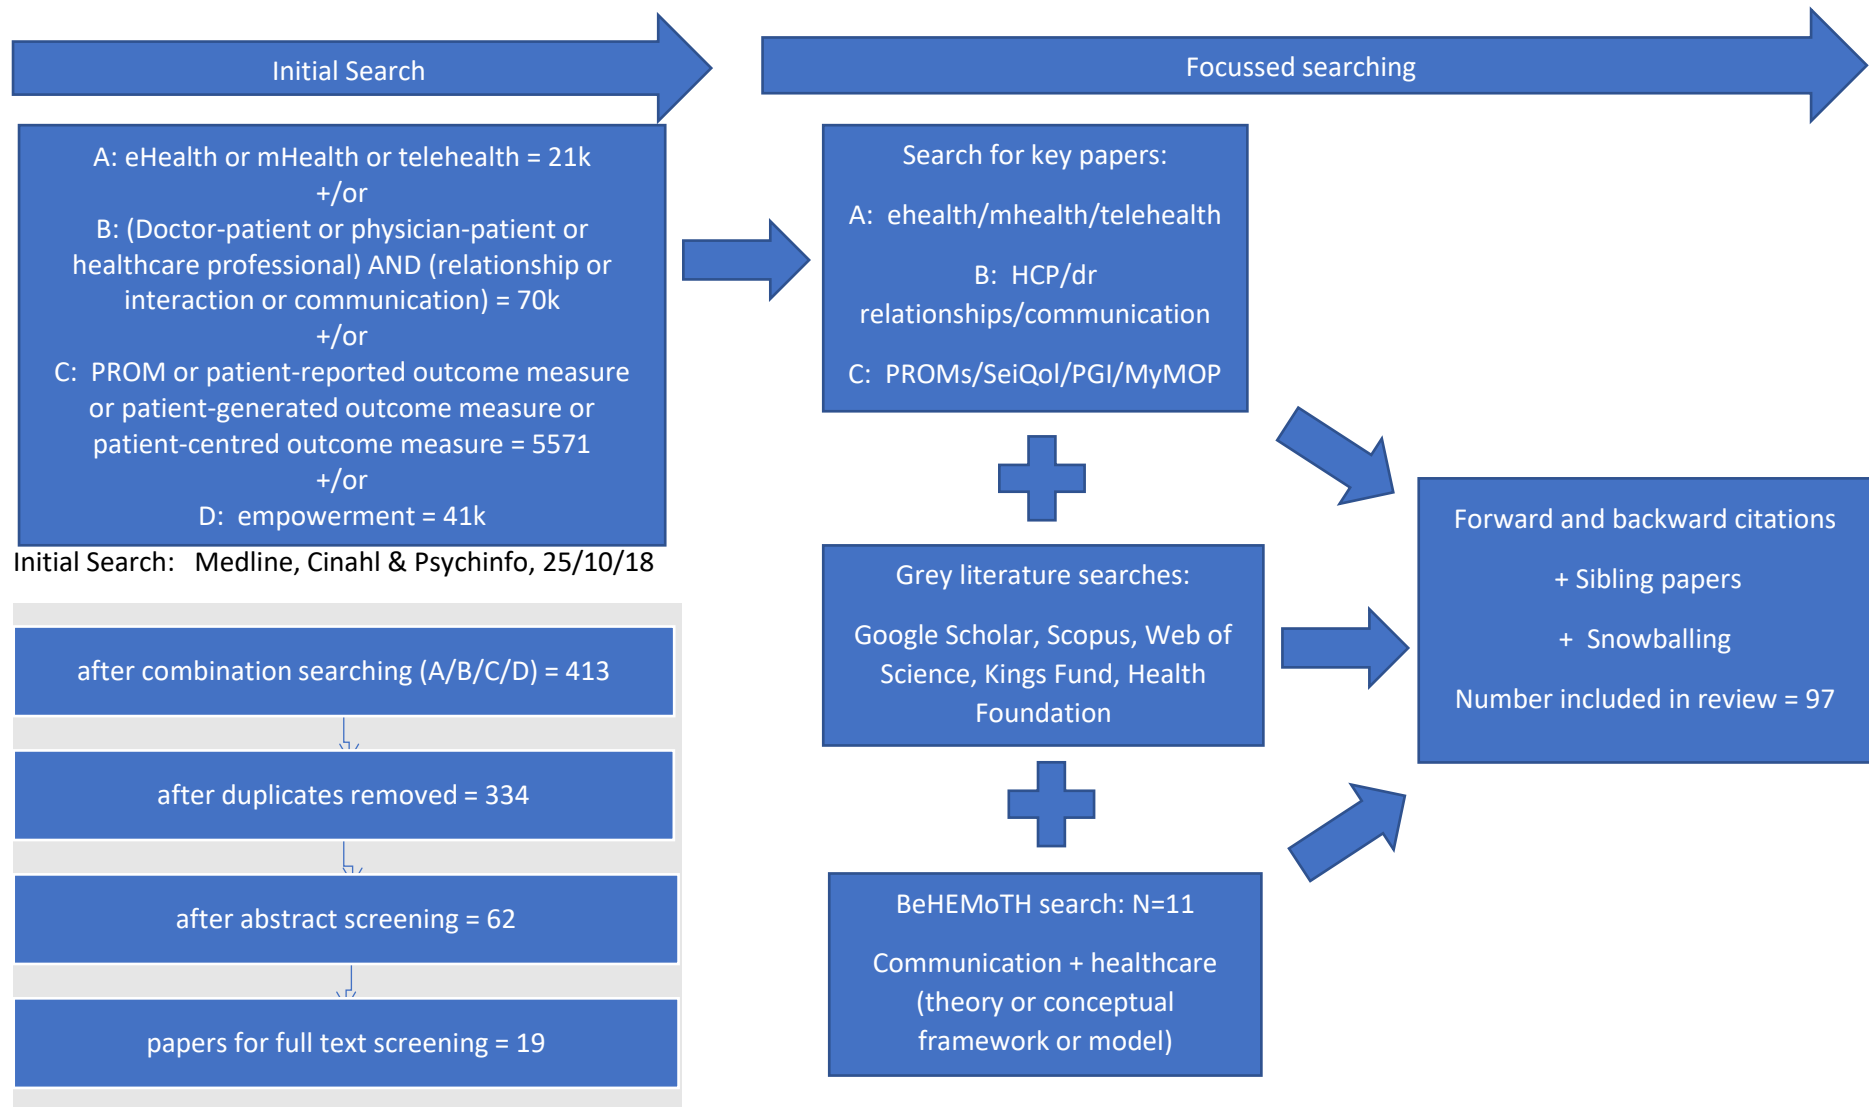 Initial Search
Focussed searching
A: eHealth or mHealth or telehealth = 21k
+/or
B: (Doctor-patient or physician-patient or
healthcare professional) AND (relationship or
interaction or communication) = 70k
+/or
C: PROM or patient-reported outcome measure
or patient-generated outcome measure or
patient-centred outcome measure = 5571
+/or
D: empowerment = 41k
Initial Search: Medline, Cinahl & Psychinfo, 25/10/18
after combination searching (A/B/C/D) = 413
after duplicates removed = 334
after abstract screening = 62
papers for full text screening = 19
Search for key papers:
A: ehealth/mhealth/telehealth
B: HCP/dr
relationships/communication
C: PROMs/SeiQol/PGI/MyMOP
Grey literature searches:
Google Scholar, Scopus, Web of
Science, Kings Fund, Health
Foundation
BeHEMoTH search: N=11
Communication + healthcare
(theory or conceptual
framework or model)
Forward and backward citations
+ Sibling papers
+ Snowballing
Number included in review = 97